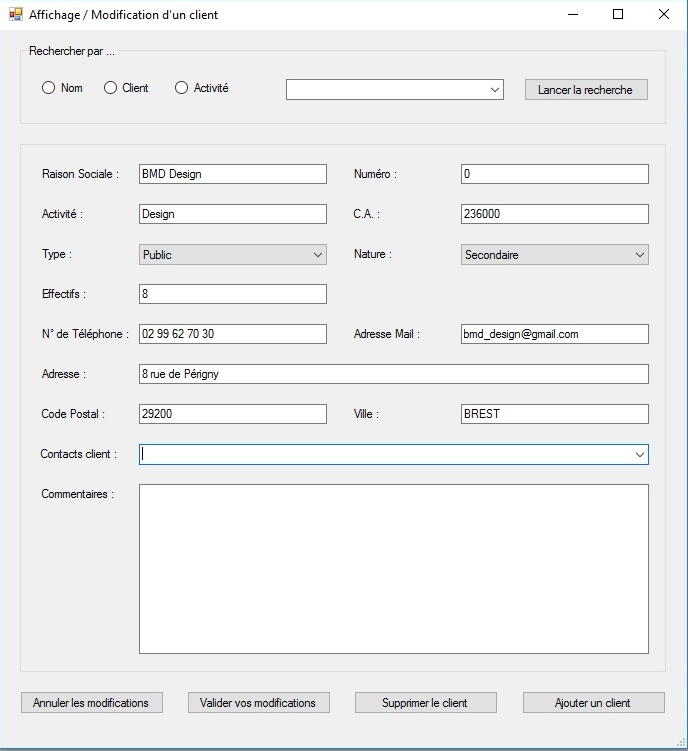 Affichage / Modification d'un client
Rechercher par ...
Nom Client Activité Lancer la recherche
Raison Sociale : BMD Design Numéro : 0
Activité : Design C.A. : 236000
Type : Public Nature : Secondaire
Effectifs : 8
N° de Téléphone : 02 99 62 70 30 Adresse Mail : bmd_design@gmail.com
Adresse : 8 rue de Périgny
Code Postal : 29200 Ville : BREST
Contacts client :
Commentaires :
Annuler les modifications Valider vos modifications Supprimer le client Ajouter un client